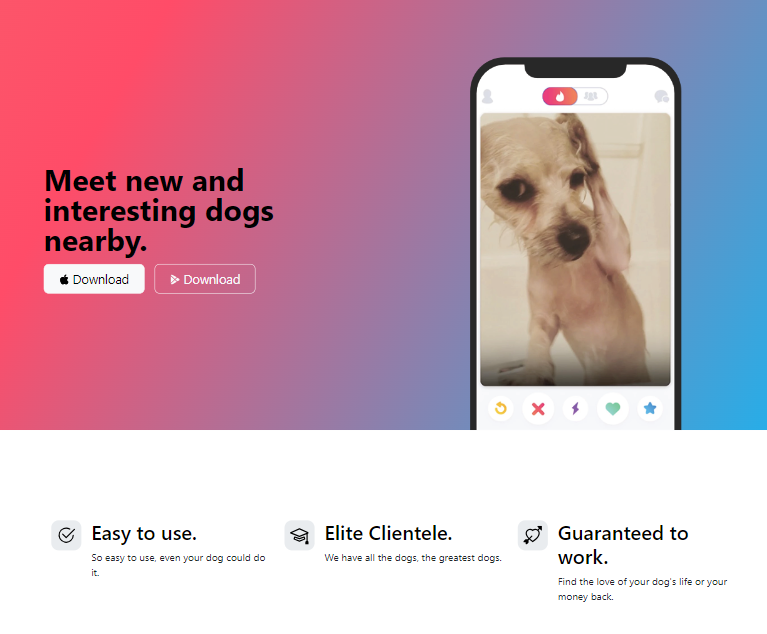 Meet new and
interesting dogs
nearby.
Download
Download
Easy to use.
So easy to use, even your dog could do
it.
Elite Clientele.
We have all the dogs, the greatest dogs.
Guaranteed to
work.
Find the love of your dog's life or your
money back.